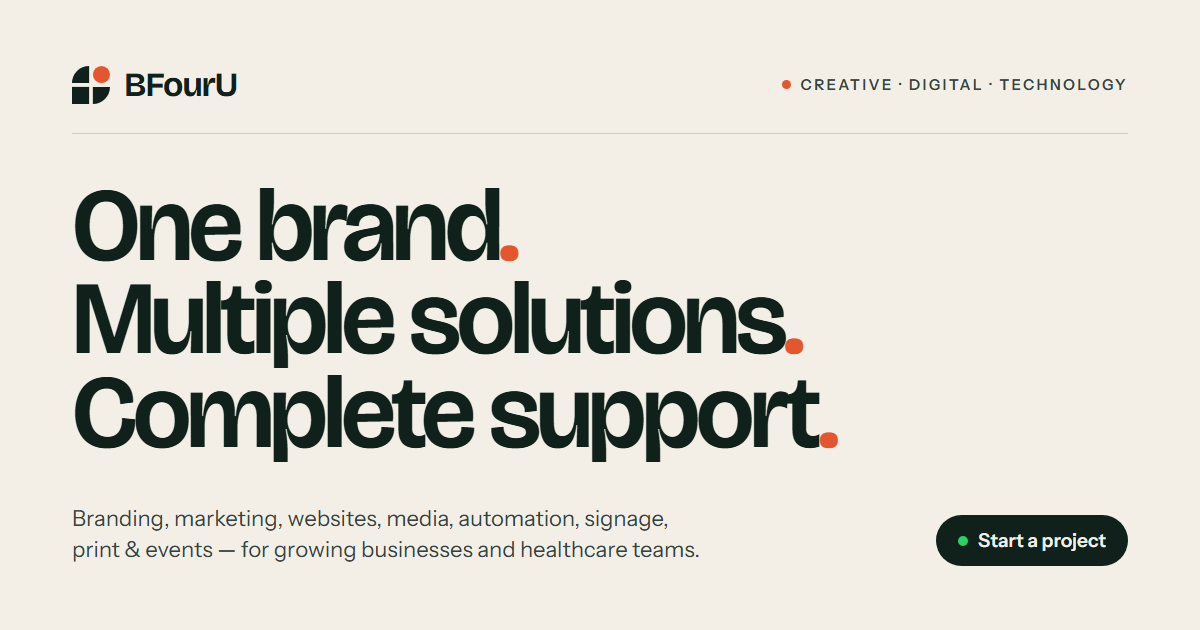 BFourU
CREATIVE · DIGITAL · TECHNOLOGY
One brand.
Multiple solutions.
Complete support.
Branding, marketing, websites, media, automation, signage,
print & events — for growing businesses and healthcare teams.
Start a project